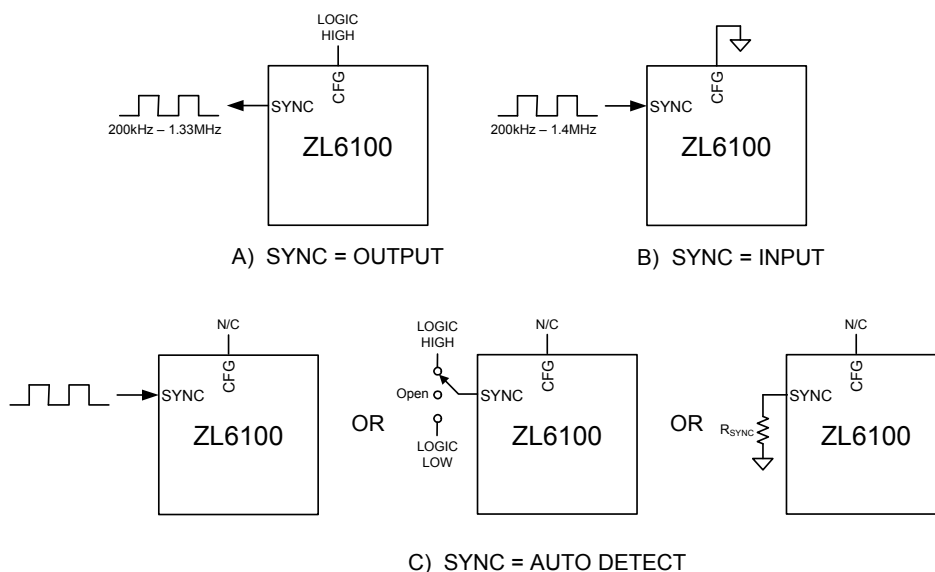 LOGIC
HIGH
CFG
SYNC
200kHz – 1.33MHz
ZL6100
A) SYNC = OUTPUT
CFG
SYNC
200kHz – 1.4MHz
ZL6100
B) SYNC = INPUT
N/C
CFG
SYNC
ZL6100
OR
LOGIC
HIGH
Open
LOGIC
LOW
N/C
CFG
SYNC
ZL6100
OR
N/C
CFG
SYNC
RSYNC
ZL6100
C) SYNC = AUTO DETECT